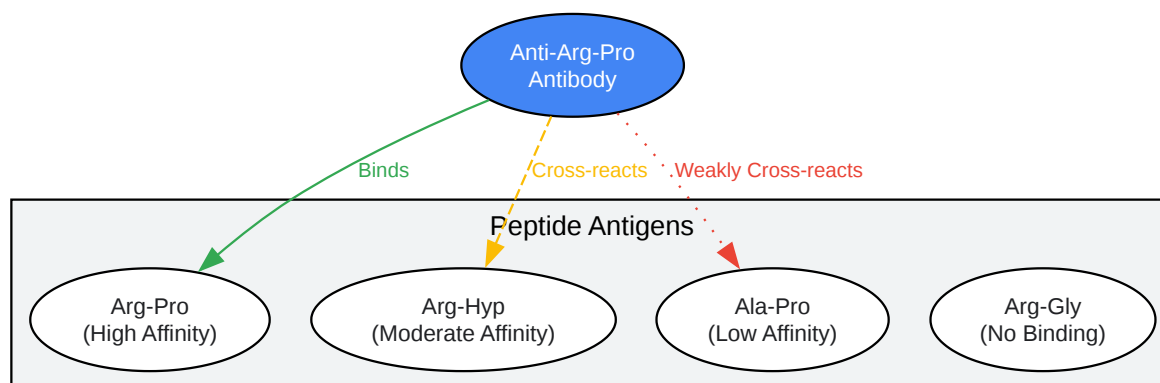 Anti-Arg-Pro
Antibody
Binds
Cross-reacts
Weakly Cross-reacts
Peptide Antigens
Arg-Pro
(High Affinity)
Arg-Hyp
(Moderate Affinity)
Ala-Pro
(Low Affinity)
Arg-Gly
(No Binding)